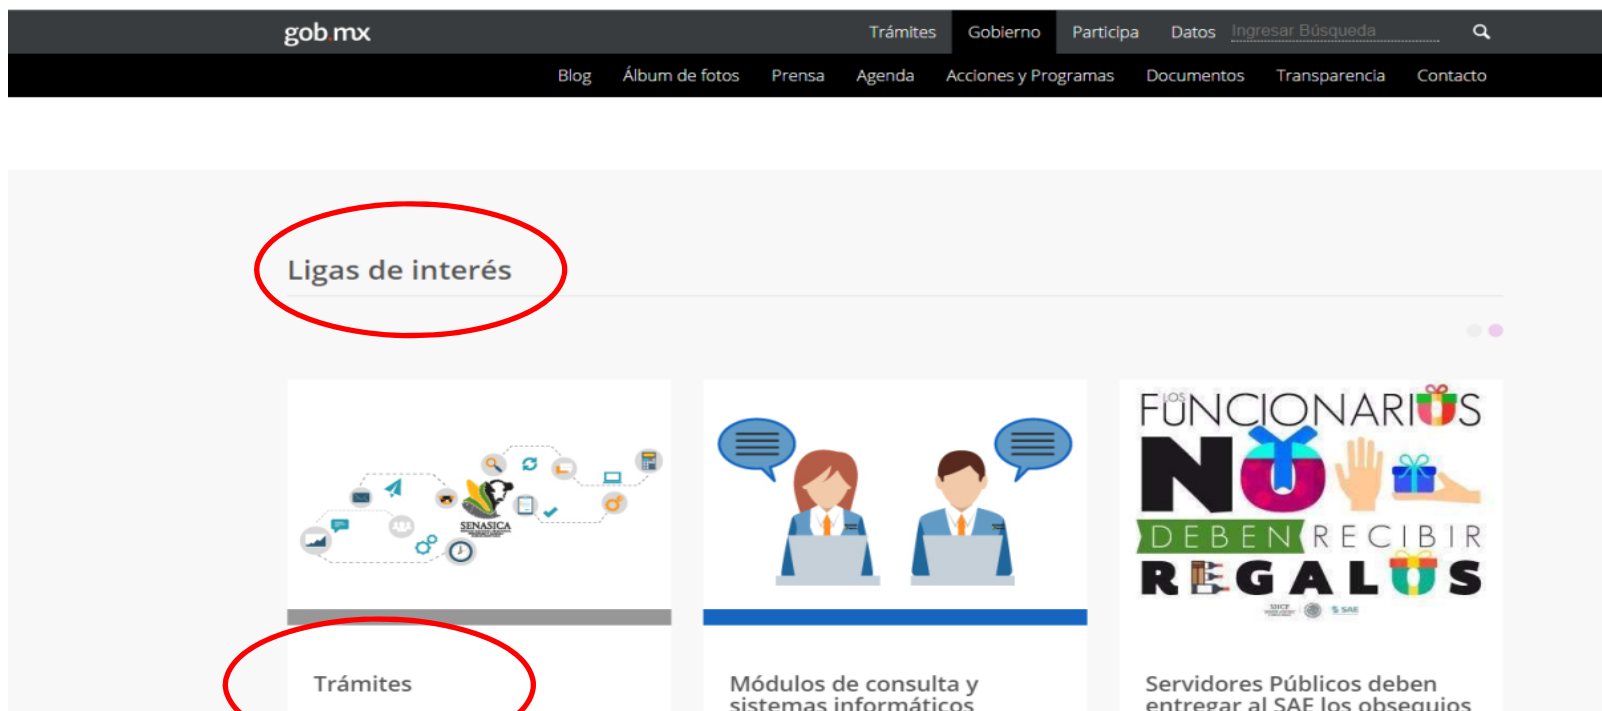 gob.mx
Trámites Gobierno Participa Datos Ingresar Búsqueda
Blog Álbum de fotos Prensa Agenda Acciones y Programas Documentos Transparencia Contacto
Ligas de interés
SENASICA
LOS
FUNCIONARIOS
NO
DEBEN RECIBIR
REGALOS
SHCP SAE
Trámites
Módulos de consulta y
sistemas informáticos
Servidores Públicos deben
entregar al SAE los obsequios